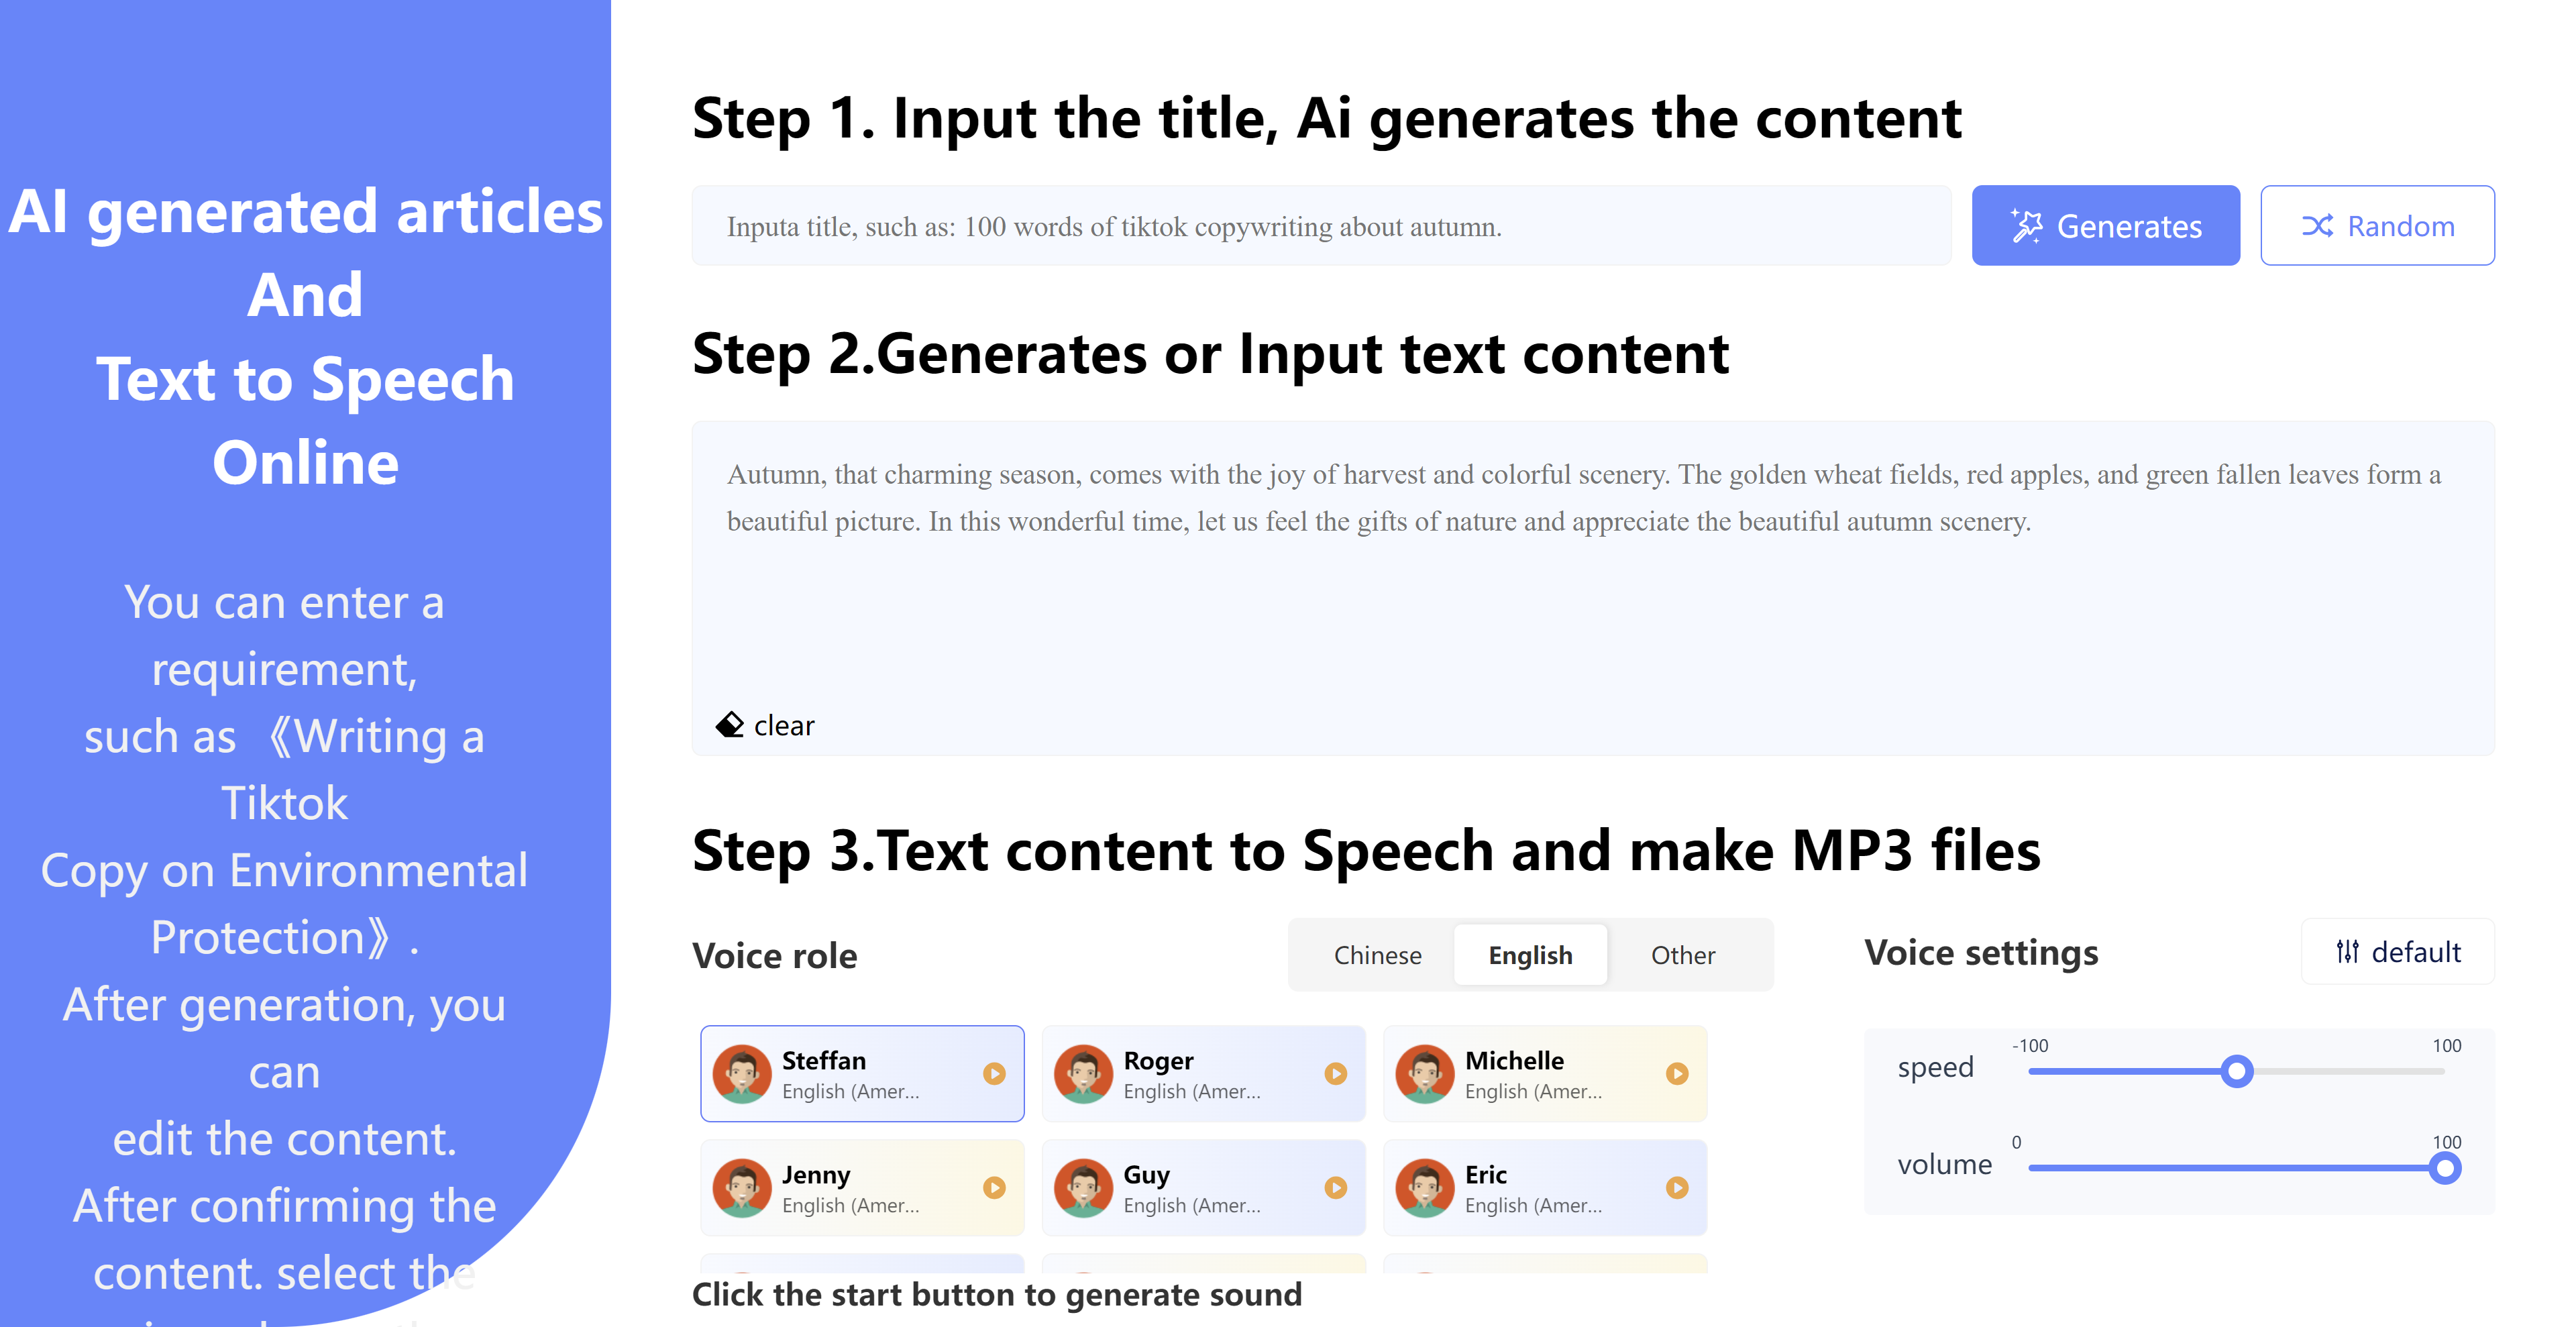 AI generated articles
And
Text to Speech
Online
You can enter a
requirement,
such as 《Writing a
Tiktok
Copy on Environmental
Protection》.
After generation, you
can
edit the content.
After confirming the
content. select the
Step 1. Input the title, Ai generates the content
Inputa title, such as: 100 words of tiktok copywriting about autumn.
Generates
Random
Step 2.Generates or Input text content
Autumn, that charming season, comes with the joy of harvest and colorful scenery. The golden wheat fields, red apples, and green fallen leaves form a
beautiful picture. In this wonderful time, let us feel the gifts of nature and appreciate the beautiful autumn scenery.
clear
Step 3.Text content to Speech and make MP3 files
Voice role
Chinese
English
Other
Steffan
English (Amer...
Roger
English (Amer...
Michelle
English (Amer...
Jenny
English (Amer...
Guy
English (Amer...
Eric
English (Amer...
Voice settings
default
speed
-100
100
volume
0
100
Click the start button to generate sound